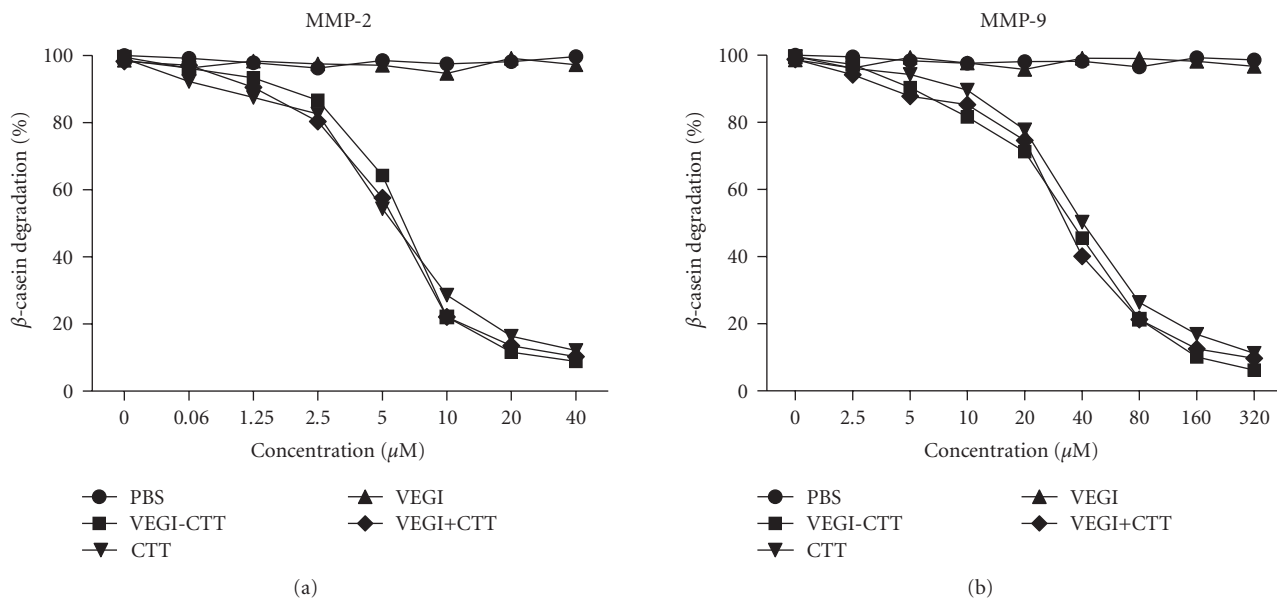 MMP-2
100
80
60
40
20
0
β-casein degradation (%)
0 0.06 1.25 2.5 5 10 20 40
Concentration (μM)
PBS VEGI
VEGI-CTT VEGI+CTT
CTT
(a)
MMP-9
100
80
60
40
20
0
β-casein degradation (%)
0 2.5 5 10 20 40 80 160 320
Concentration (μM)
PBS VEGI
VEGI-CTT VEGI+CTT
CTT
(b)